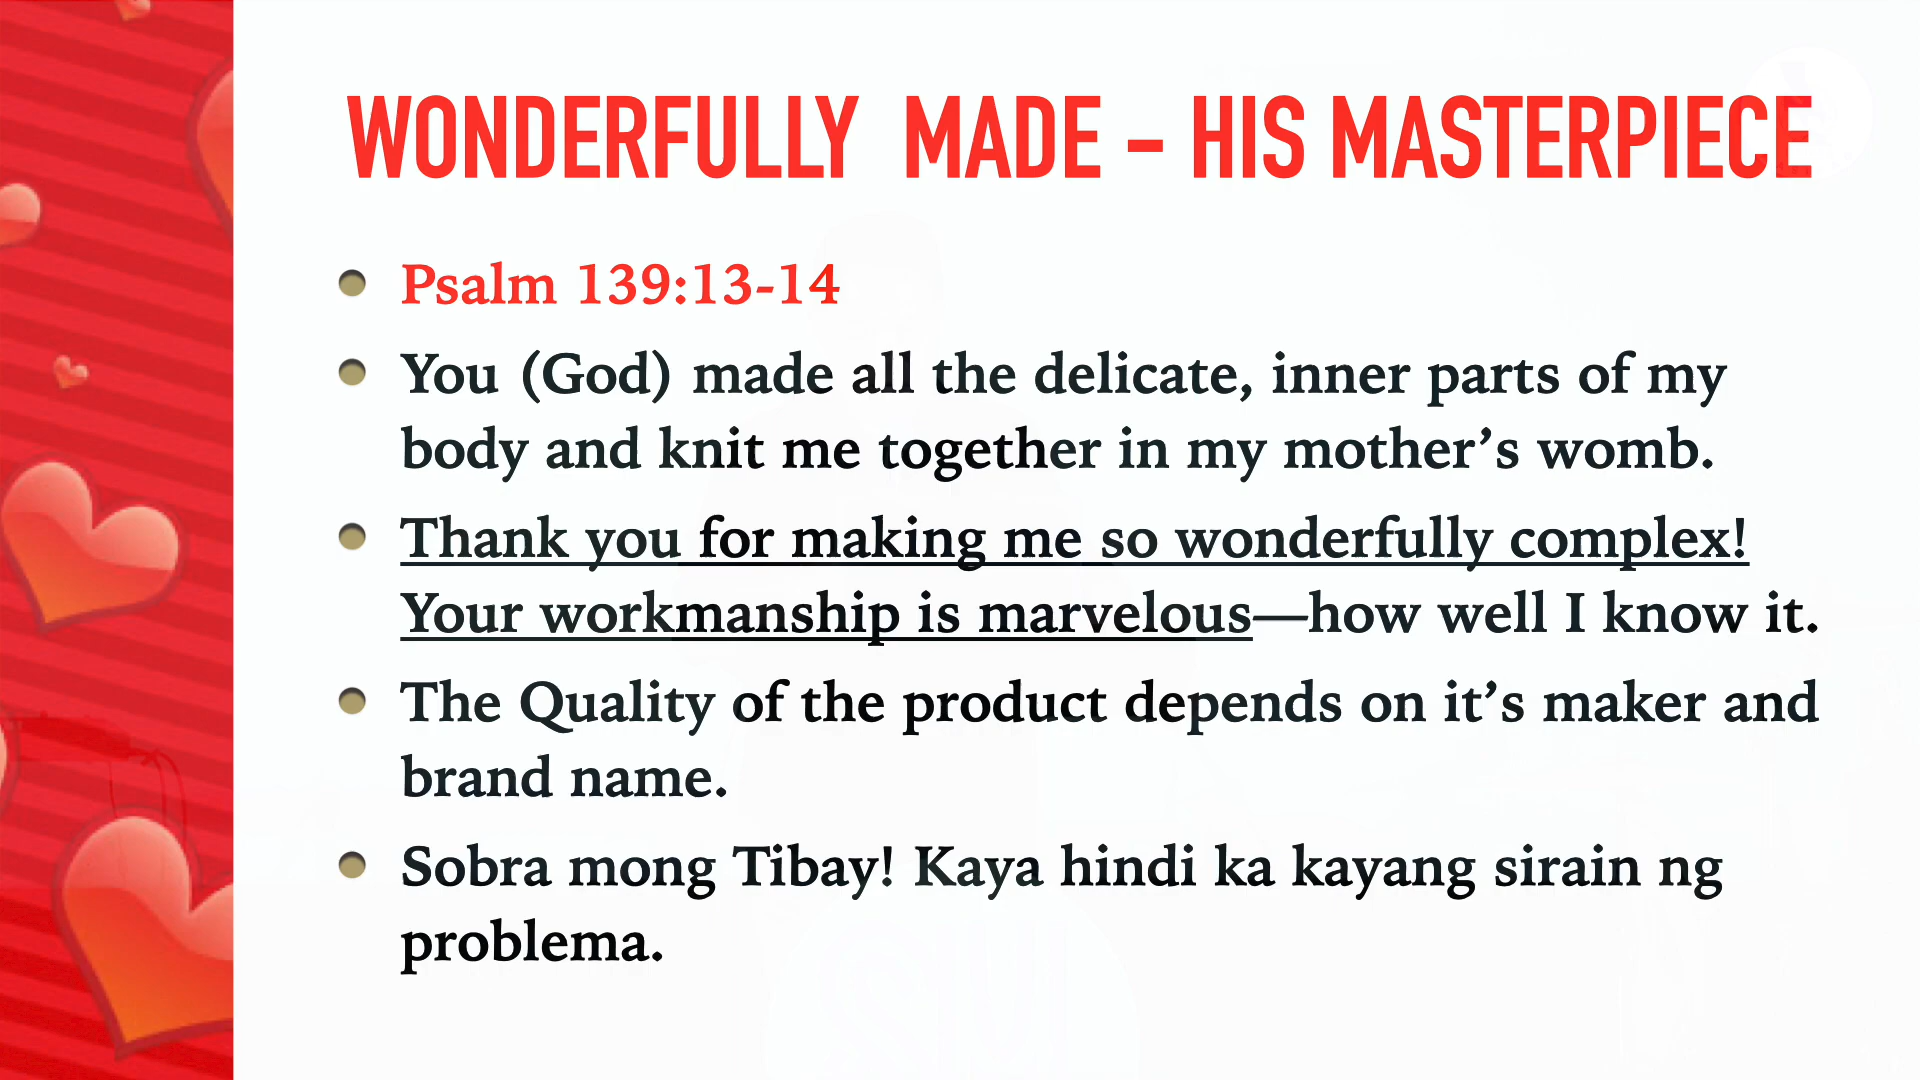 WONDERFULLY MADE – HIS MASTERPIECE
Psalm 139:13-14
You (God) made all the delicate, inner parts of my
body and knit me together in my mother’s womb.
Thank you for making me so wonderfully complex!
Your workmanship is marvelous—how well I know it.
The Quality of the product depends on it’s maker and
brand name.
Sobra mong Tibay! Kaya hindi ka kayang sirain ng
problema.